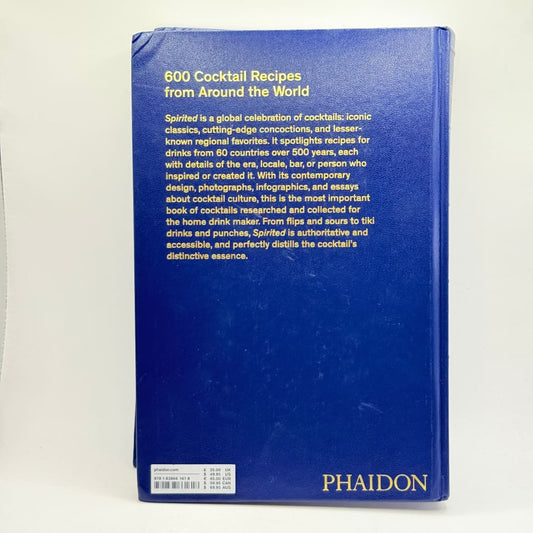 600 Cocktail Recipes
from Around the World
Spirited is a global celebration of cocktails: iconic
classics, cutting-edge concoctions, and lesser-
known regional favorites. It spotlights recipes for
drinks from 60 countries over 500 years, each
with details of the era, locale, bar, or person who
inspired or created it. With its contemporary
design, photographs, infographics, and essays
about cocktail culture, this is the most important
book of cocktails researched and collected for
the home drink maker. From flips and sours to tiki
drinks and punches, Spirited is authoritative and
accessible, and perfectly distills the cocktail's
distinctive essence.
phaidon.com
UK
US
EUR
CAN
AUS
PHAIDON